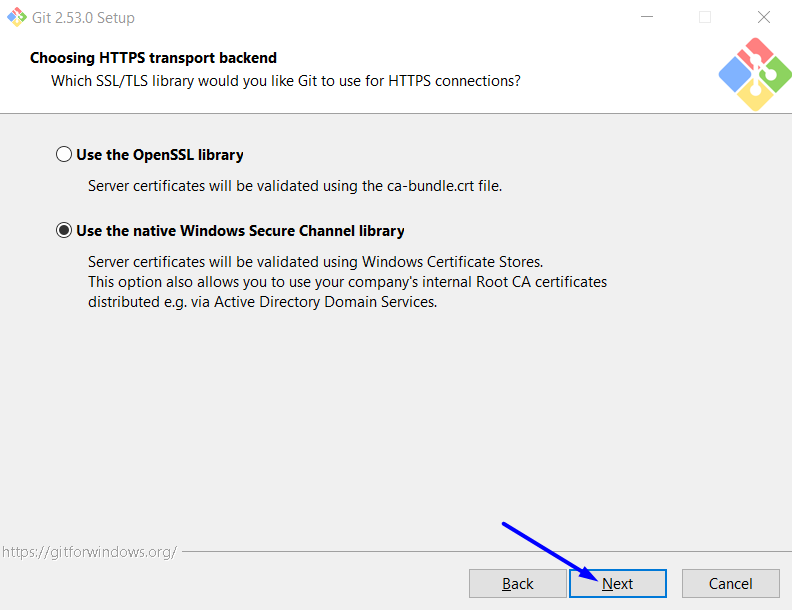 Git 2.53.0 Setup
Choosing HTTPS transport backend
Which SSL/TLS library would you like Git to use for HTTPS connections?
Use the OpenSSL library
Server certificates will be validated using the ca-bundle.crt file.
Use the native Windows Secure Channel library
Server certificates will be validated using Windows Certificate Stores.
This option also allows you to use your company's internal Root CA certificates
distributed e.g. via Active Directory Domain Services.
https://gitforwindows.org/
Back Next Cancel